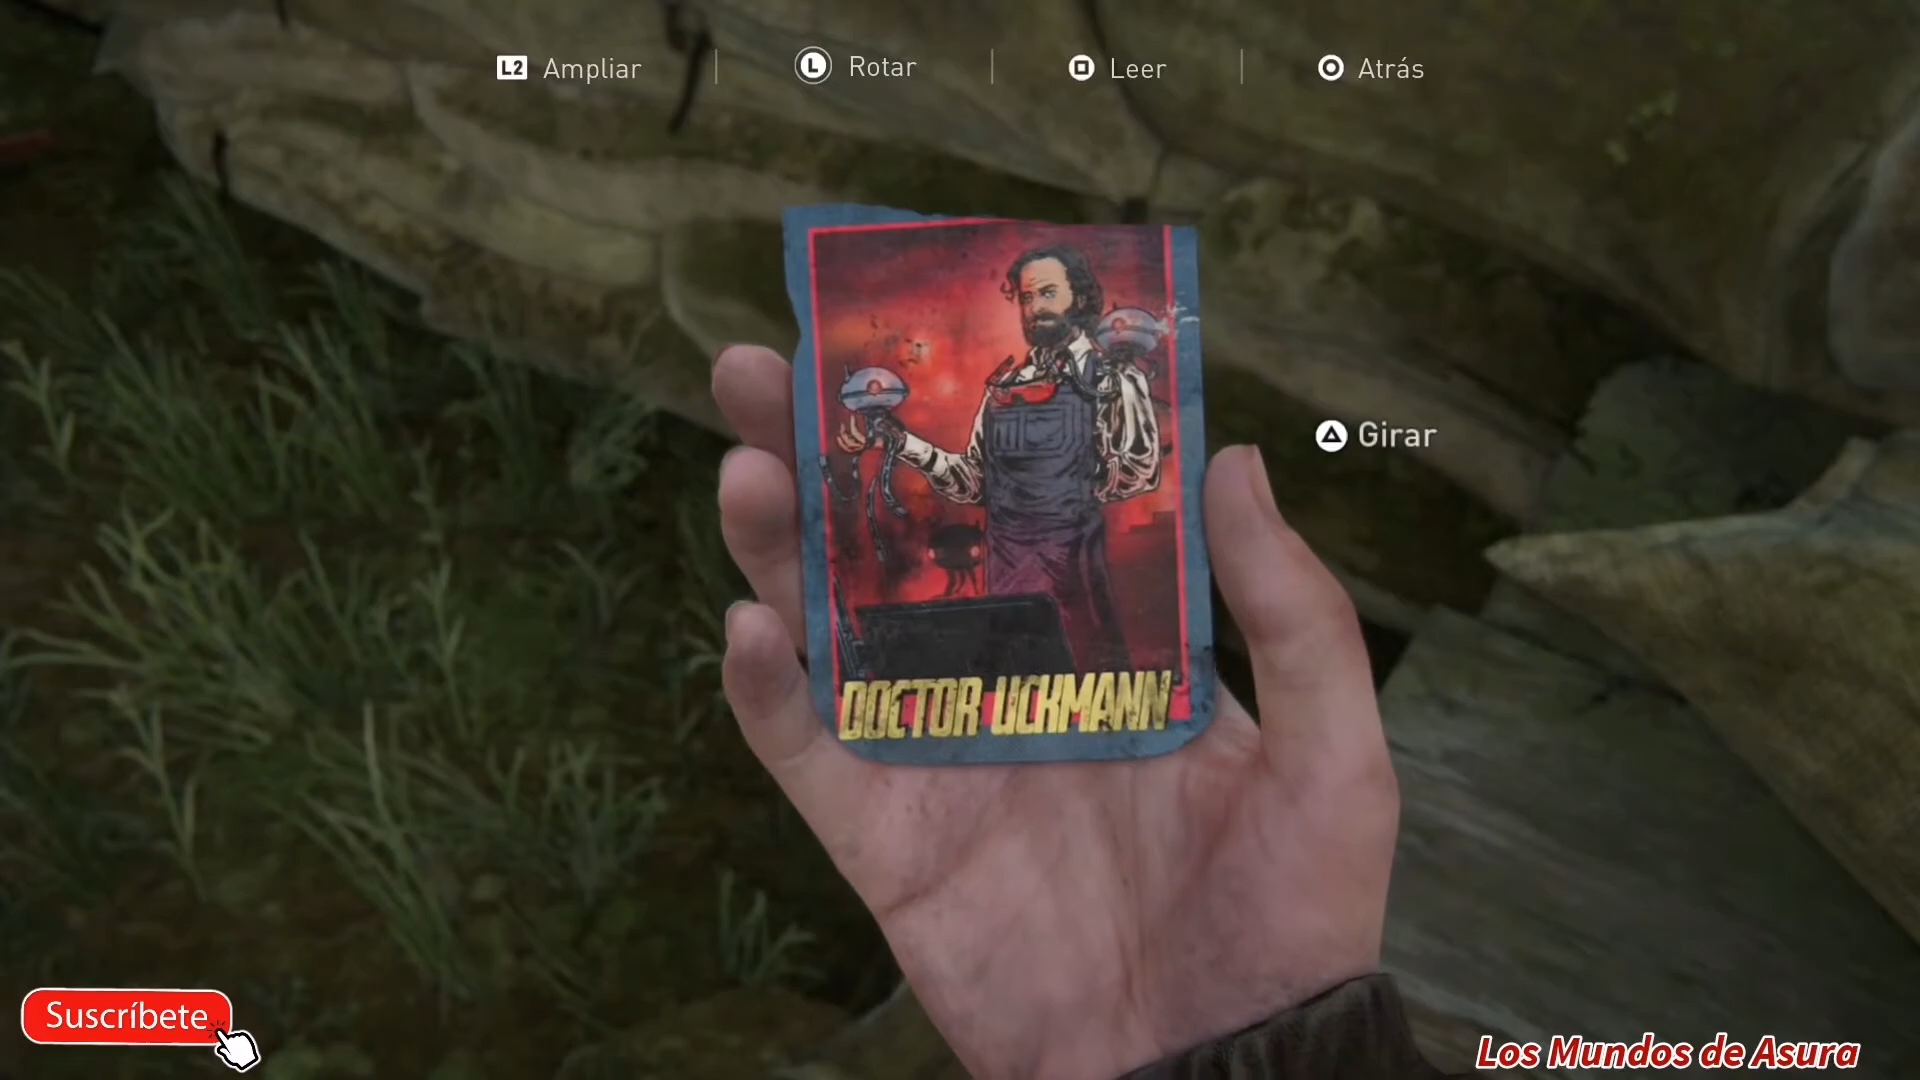 L2 Ampliar
L Rotar
Leer
Atrás
Girar
DOCTOR UCKMANN
Suscríbete
Los Mundos de Asura